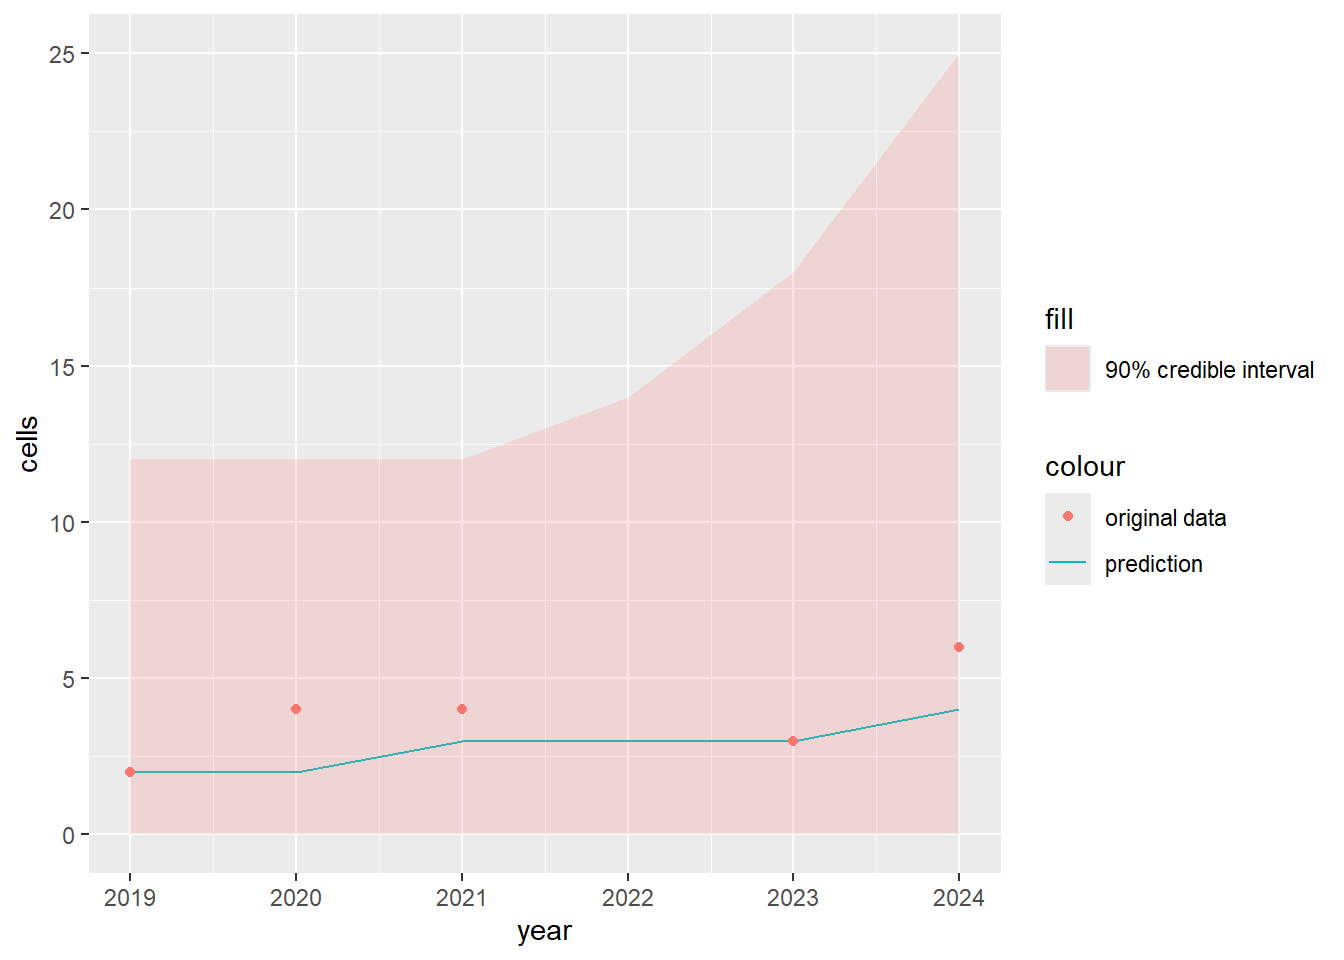 25
20
15
10
5
0
cells
2019 2020 2021 2022 2023 2024
year
fill
90% credible interval
colour
original data
prediction